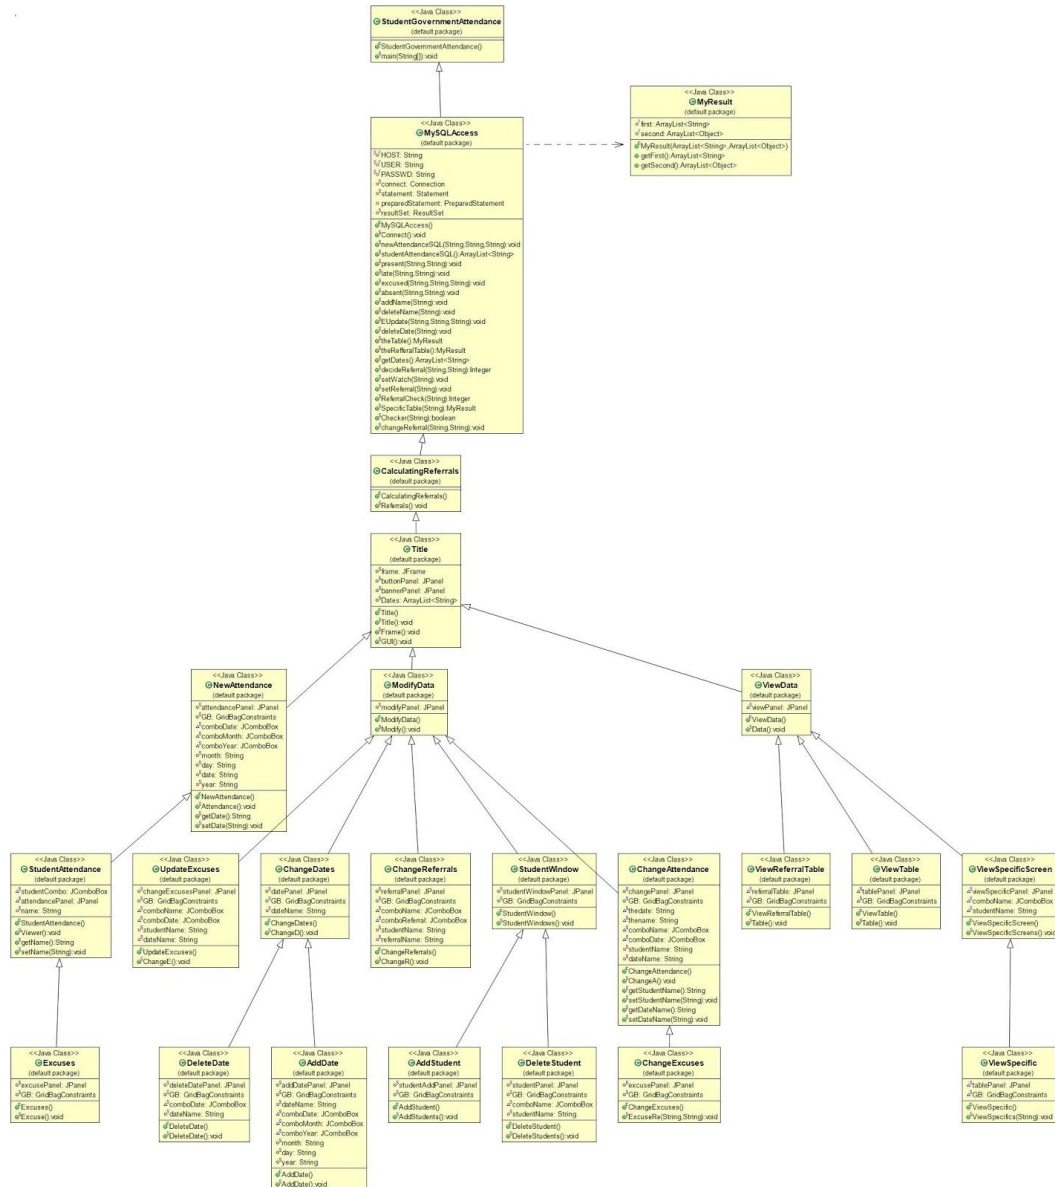 <<Java Class>>
StudentGovernmentAttendance
(default package)
StudentGovernmentAttendance()
main(String[]):void
<<Java Class>>
MyResult
(default package)
first: ArrayList<String>
second: ArrayList<Object>
MyResult(ArrayList<String>,ArrayList<Object>)
getFirst():ArrayList<String>
getSecond():ArrayList<Object>
<<Java Class>>
MySQLAccess
(default package)
HOST: String
USER: String
PASSWD: String
connect: Connection
statement: Statement
preparedStatement: PreparedStatement
resultSet: ResultSet
MySQLAccess()
Connect():void
newAttendanceSQL(String,String,String):void
studentAttendanceSQL():ArrayList<String>
present(String,String):void
late(String,String):void
excused(String,String,String):void
absent(String,String):void
addName(String):void
deleteName(String):void
EUpdate(String,String,String):void
deleteDate(String):void
theTable():MyResult
theRefferalTable():MyResult
getDates():ArrayList<String>
decideReferral(String,String):Integer
setWatch(String):void
setReferral(String):void
ReferralCheck(String):Integer
SpecificTable(String):MyResult
Checker(String):boolean
changeReferral(String,String):void
<<Java Class>>
CalculatingReferrals
(default package)
CalculatingReferrals()
Referrals():void
<<Java Class>>
Title
(default package)
frame: JFrame
buttonPanel: JPanel
bannerPanel: JPanel
Dates: ArrayList<String>
Title()
Title():void
Frame():void
GUI():void
<<Java Class>>
NewAttendance
(default package)
attendancePanel: JPanel
GB: GridBagConstraints
comboDate: JComboBox
comboMonth: JComboBox
comboYear: JComboBox
month: String
day: String
date: String
year: String
NewAttendance()
Attendance():void
getDate():String
setDate(String):void
<<Java Class>>
ModifyData
(default package)
modifyPanel: JPanel
ModifyData()
Modify():void
<<Java Class>>
ViewData
(default package)
viewPanel: JPanel
ViewData()
Data():void
<<Java Class>>
StudentAttendance
(default package)
studentCombo: JComboBox
attendancePanel: JPanel
name: String
StudentAttendance()
Viewer():void
getName():String
setName(String):void
<<Java Class>>
UpdateExcuses
(default package)
changeExcusesPanel: JPanel
GB: GridBagConstraints
comboName: JComboBox
comboDate: JComboBox
studentName: String
dateName: String
UpdateExcuses()
ChangeE():void
<<Java Class>>
ChangeDates
(default package)
datePanel: JPanel
GB: GridBagConstraints
dateName: String
ChangeDates()
ChangeD():void
<<Java Class>>
ChangeReferrals
(default package)
referralPanel: JPanel
GB: GridBagConstraints
comboName: JComboBox
comboReferral: JComboBox
studentName: String
referralName: String
ChangeReferrals()
ChangeR():void
<<Java Class>>
StudentWindow
(default package)
studentWindowPanel: JPanel
GB: GridBagConstraints
StudentWindow()
StudentWindows():void
<<Java Class>>
ChangeAttendance
(default package)
changePanel: JPanel
GB: GridBagConstraints
thedate: String
thename: String
comboName: JComboBox
comboDate: JComboBox
studentName: String
dateName: String
ChangeAttendance()
ChangeA():void
getStudentName():String
setStudentName(String):void
getDateName():String
setDateName(String):void
<<Java Class>>
ViewReferralTable
(default package)
referralTable: JPanel
GB: GridBagConstraints
ViewReferralTable()
Table():void
<<Java Class>>
ViewTable
(default package)
tablePanel: JPanel
GB: GridBagConstraints
ViewTable()
Table():void
<<Java Class>>
ViewSpecificScreen
(default package)
viewSpecificPanel: JPanel
GB: GridBagConstraints
comboName: JComboBox
studentName: String
ViewSpecificScreen()
ViewSpecificScreens():void
<<Java Class>>
Excuses
(default package)
excusePanel: JPanel
GB: GridBagConstraints
Excuses()
Excuse():void
<<Java Class>>
DeleteDate
(default package)
deleteDatePanel: JPanel
GB: GridBagConstraints
comboDate: JComboBox
dateName: String
DeleteDate()
DeleteDate():void
<<Java Class>>
AddDate
(default package)
addDatePanel: JPanel
GB: GridBagConstraints
dateName: String
comboDate: JComboBox
comboMonth: JComboBox
comboYear: JComboBox
month: String
day: String
year: String
AddDate()
AddDate():void
<<Java Class>>
AddStudent
(default package)
studentAddPanel: JPanel
GB: GridBagConstraints
AddStudent()
AddStudents():void
<<Java Class>>
DeleteStudent
(default package)
studentPanel: JPanel
GB: GridBagConstraints
comboName: JComboBox
studentName: String
DeleteStudent()
DeleteStudents():void
<<Java Class>>
ChangeExcuses
(default package)
excusePanel: JPanel
GB: GridBagConstraints
ChangeExcuses()
ExcuseRe(String,String):void
<<Java Class>>
ViewSpecific
(default package)
tablePanel: JPanel
GB: GridBagConstraints
ViewSpecific()
ViewSpecifics(String):void